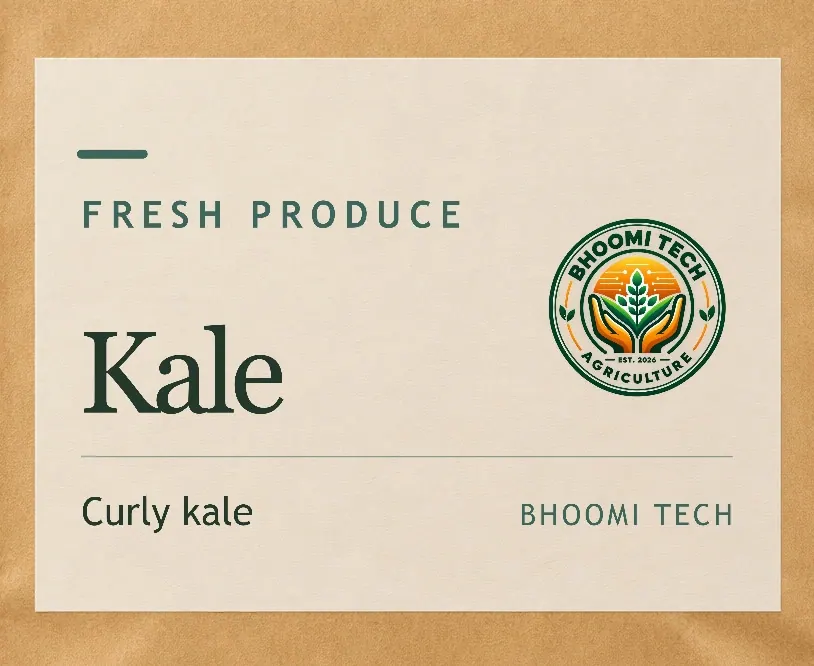 FRESH PRODUCE
BHOOMI TECH
EST. 2026
AGRICULTURE
Kale
Curly kale
BHOOMI TECH